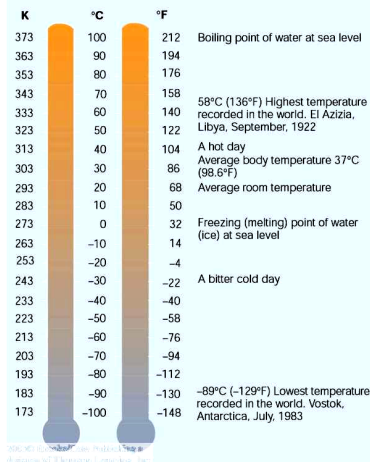 K °C °F
373 100 212 Boiling point of water at sea level
363 90 194
353 80 176
343 70 158
58°C (136°F) Highest temperature
333 60 140 recorded in the world. El Azizia,
323 50 122 Libya, September, 1922
313 40 104 A hot day
Average body temperature 37°C
303 30 86 (98.6°F)
293 20 68 Average room temperature
283 10 50
273 0 32 Freezing (melting) point of water
263 –10 14 (ice) at sea level
253 –20 –4
243 –30 –22 A bitter cold day
233 –40 –40
223 –50 –58
213 –60 –76
203 –70 –94
193 –80 –112
183 –90 –130 –89°C (–129°F) Lowest temperature
recorded in the world. Vostok,
173 –100 –148 Antarctica, July, 1983